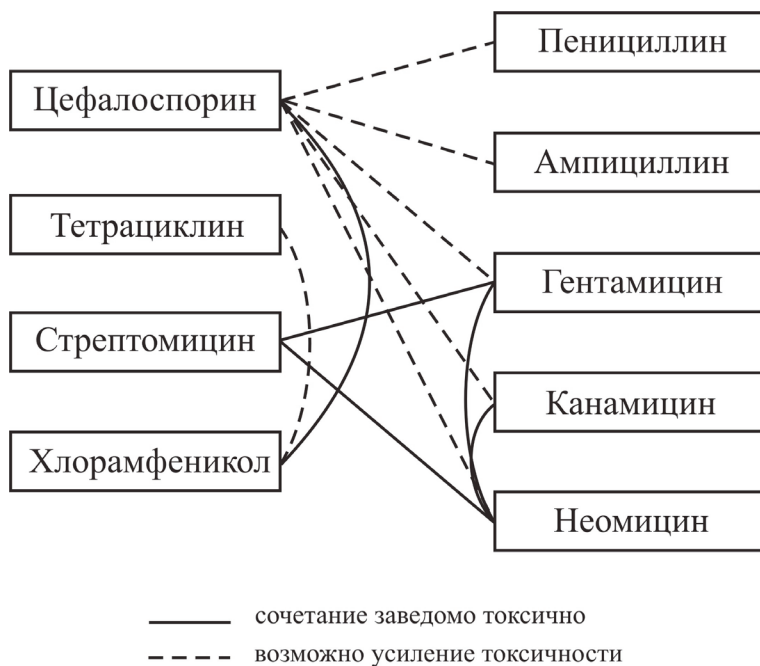 Пенициллин
Цефалоспорин
Ампициллин
Тетрациклин
Гентамицин
Стрептомицин
Канамицин
Хлорамфеникол
Неомицин
сочетание заведомо токсично
возможно усиление токсичности